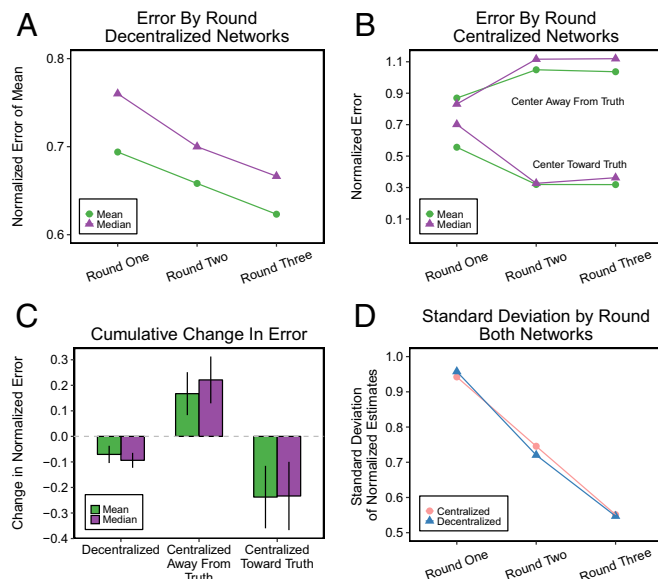 A
Error By Round
Decentralized Networks
Normalized Error of Mean
0.8
0.7
0.6
Mean
Median
Round One
Round Two
Round Three
B
Error By Round
Centralized Networks
Normalized Error
1.1
0.9
0.7
0.5
0.3
0.1
Center Away From Truth
Center Toward Truth
Mean
Median
Round One
Round Two
Round Three
C
Cumulative Change In Error
Change in Normalized Error
0.3
0.2
0.1
0.0
−0.1
−0.2
−0.3
−0.4
Mean
Median
Decentralized
Centralized
Away From
Truth
Centralized
Toward Truth
D
Standard Deviation by Round
Both Networks
Standard Deviation
of Normalized Estimates
1.0
0.9
0.8
0.7
0.6
0.5
Centralized
Decentralized
Round One
Round Two
Round Three